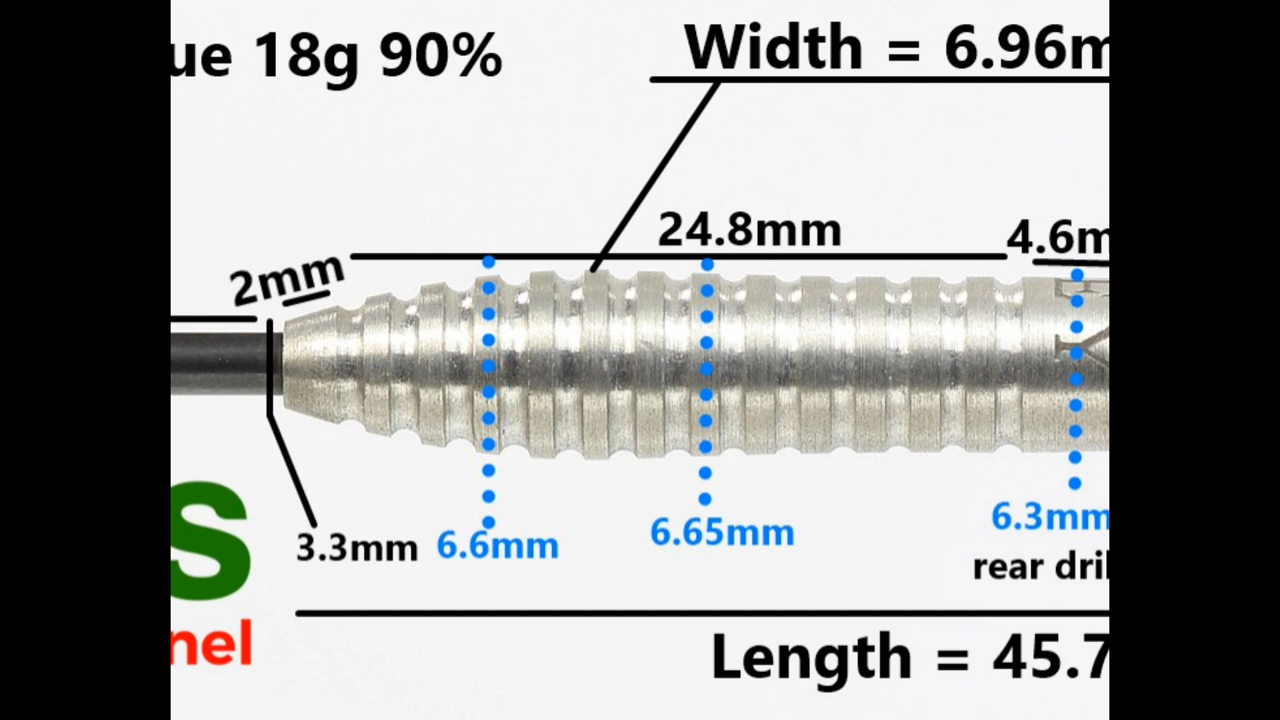 ue 18g 90%
Width = 6.96m
24.8mm
4.6m
2mm
3.3mm
6.6mm
6.65mm
6.3mm
rear dril
S
nel
Length = 45.7